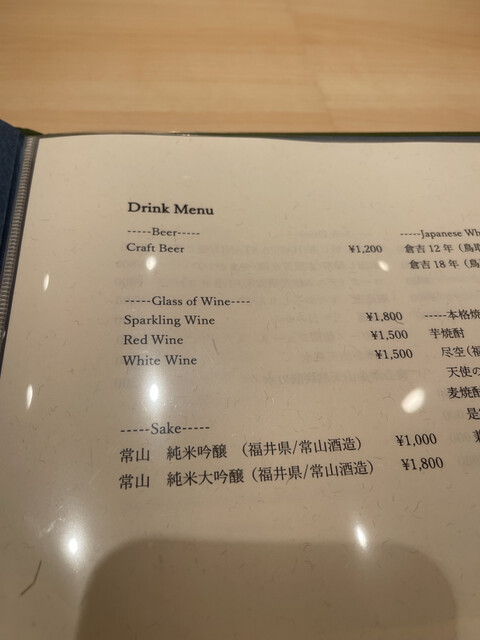 Drink Menu
-----Beer-----
Craft Beer ¥1,200
-----Glass of Wine----
Sparkling Wine ¥1,800
Red Wine ¥1,500
White Wine ¥1,500
-----Sake-----
常山 純米吟醸 (福井県/常山酒造) ¥1,000
常山 純米大吟醸 (福井県/常山酒造) ¥1,800
-----Japanese Wh
倉吉 12 年 (鳥取
倉吉 18 年 (鳥
-----本格焼
芋焼酎
尽空(福
天使の
麦焼酎